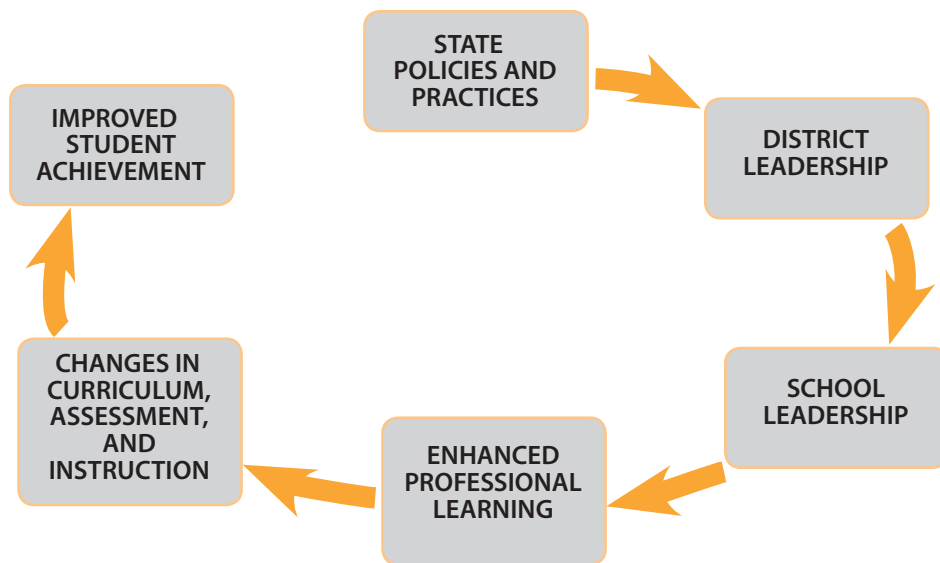 STATE
POLICIES AND
PRACTICES
DISTRICT
LEADERSHIP
SCHOOL
LEADERSHIP
ENHANCED
PROFESSIONAL
LEARNING
CHANGES IN
CURRICULUM,
ASSESSMENT,
AND
INSTRUCTION
IMPROVED
STUDENT
ACHIEVEMENT